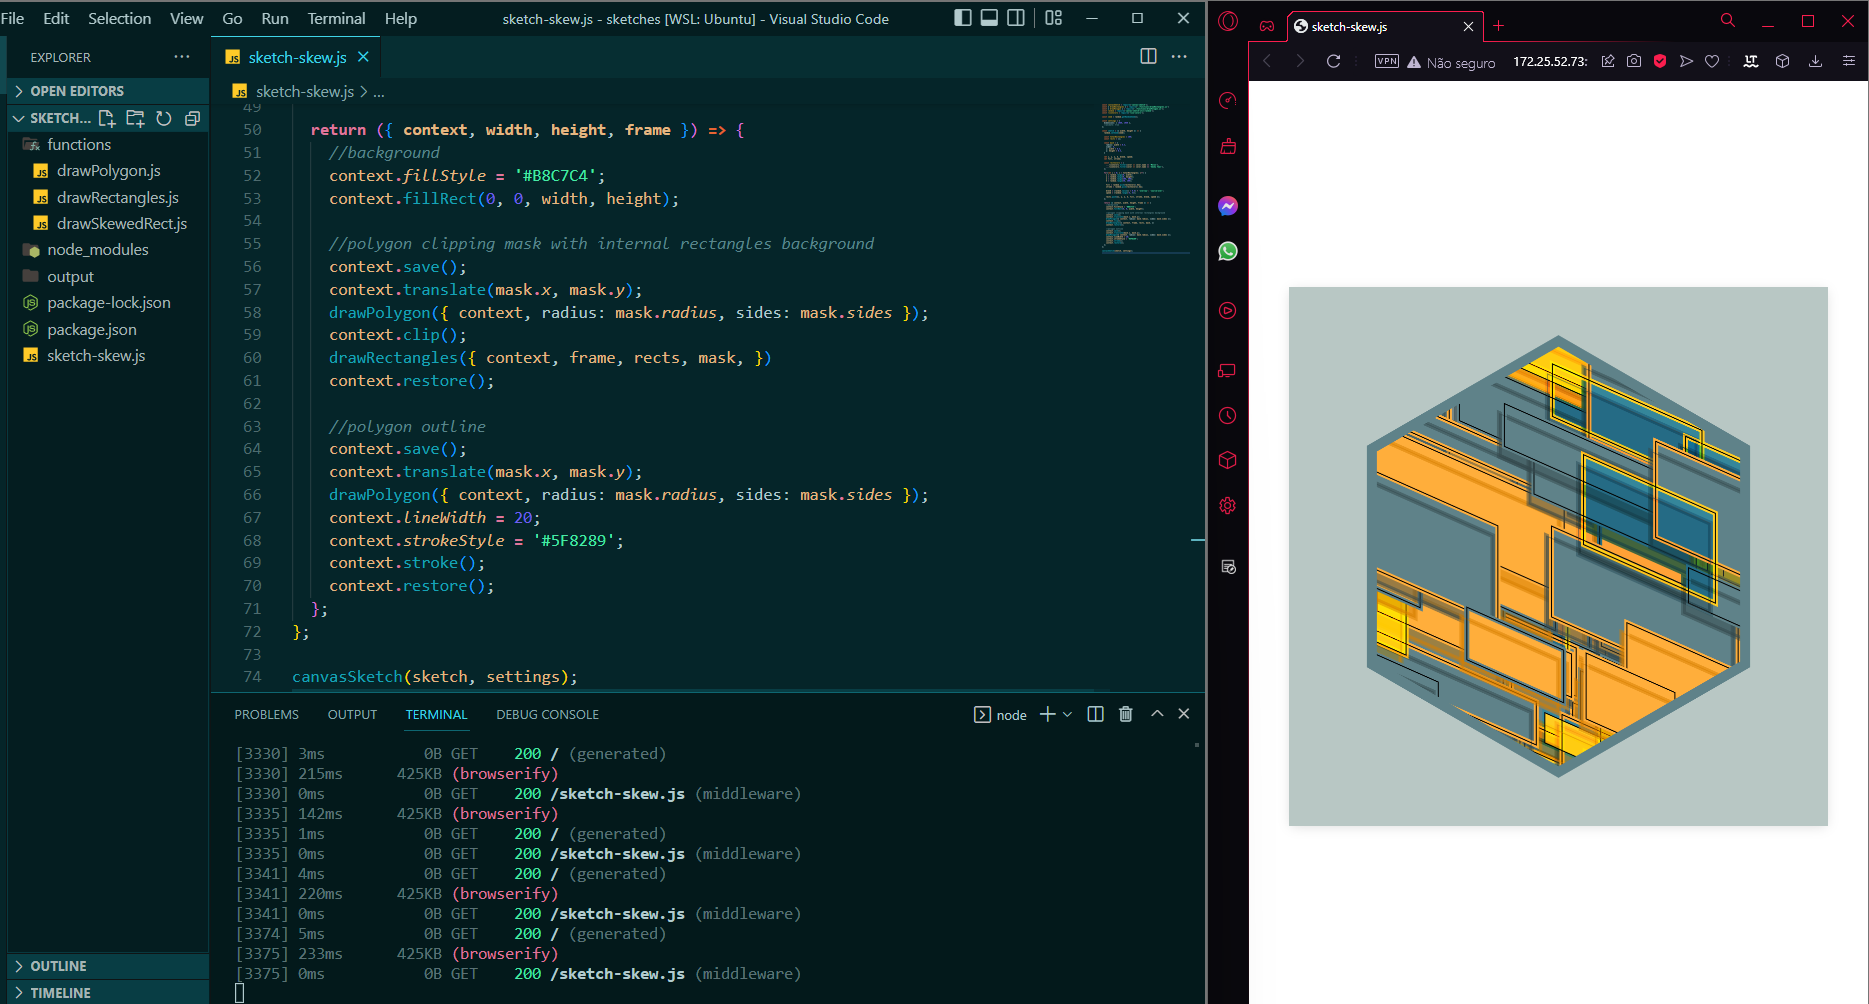 File Edit Selection View Go Run Terminal Help
sketch-skew.js - sketches [WSL: Ubuntu] - Visual Studio Code
EXPLORER
OPEN EDITORS
SKETCH...
functions
drawPolygon.js
drawRectangles.js
drawSkewedRect.js
node_modules
output
package-lock.json
package.json
sketch-skew.js
OUTLINE
TIMELINE
sketch-skew.js
sketch-skew.js > ...
49
50 return ({ context, width, height, frame }) => {
51 //background
52 context.fillStyle = '#B8C7C4';
53 context.fillRect(0, 0, width, height);
54
55 //polygon clipping mask with internal rectangles background
56 context.save();
57 context.translate(mask.x, mask.y);
58 drawPolygon({ context, radius: mask.radius, sides: mask.sides });
59 context.clip();
60 drawRectangles({ context, frame, rects, mask, })
61 context.restore();
62
63 //polygon outline
64 context.save();
65 context.translate(mask.x, mask.y);
66 drawPolygon({ context, radius: mask.radius, sides: mask.sides });
67 context.lineWidth = 20;
68 context.strokeStyle = '#5F8289';
69 context.stroke();
70 context.restore();
71 };
72 };
73
74 canvasSketch(sketch, settings);
PROBLEMS OUTPUT TERMINAL DEBUG CONSOLE
node
[3330] 3ms 0B GET 200 / (generated)
[3330] 215ms 425KB (browserify)
[3330] 0ms 0B GET 200 /sketch-skew.js (middleware)
[3335] 142ms 425KB (browserify)
[3335] 1ms 0B GET 200 / (generated)
[3335] 0ms 0B GET 200 /sketch-skew.js (middleware)
[3341] 4ms 0B GET 200 / (generated)
[3341] 220ms 425KB (browserify)
[3341] 0ms 0B GET 200 /sketch-skew.js (middleware)
[3374] 5ms 0B GET 200 / (generated)
[3375] 233ms 425KB (browserify)
[3375] 0ms 0B GET 200 /sketch-skew.js (middleware)
sketch-skew.js
VPN Não seguro 172.25.52.73: